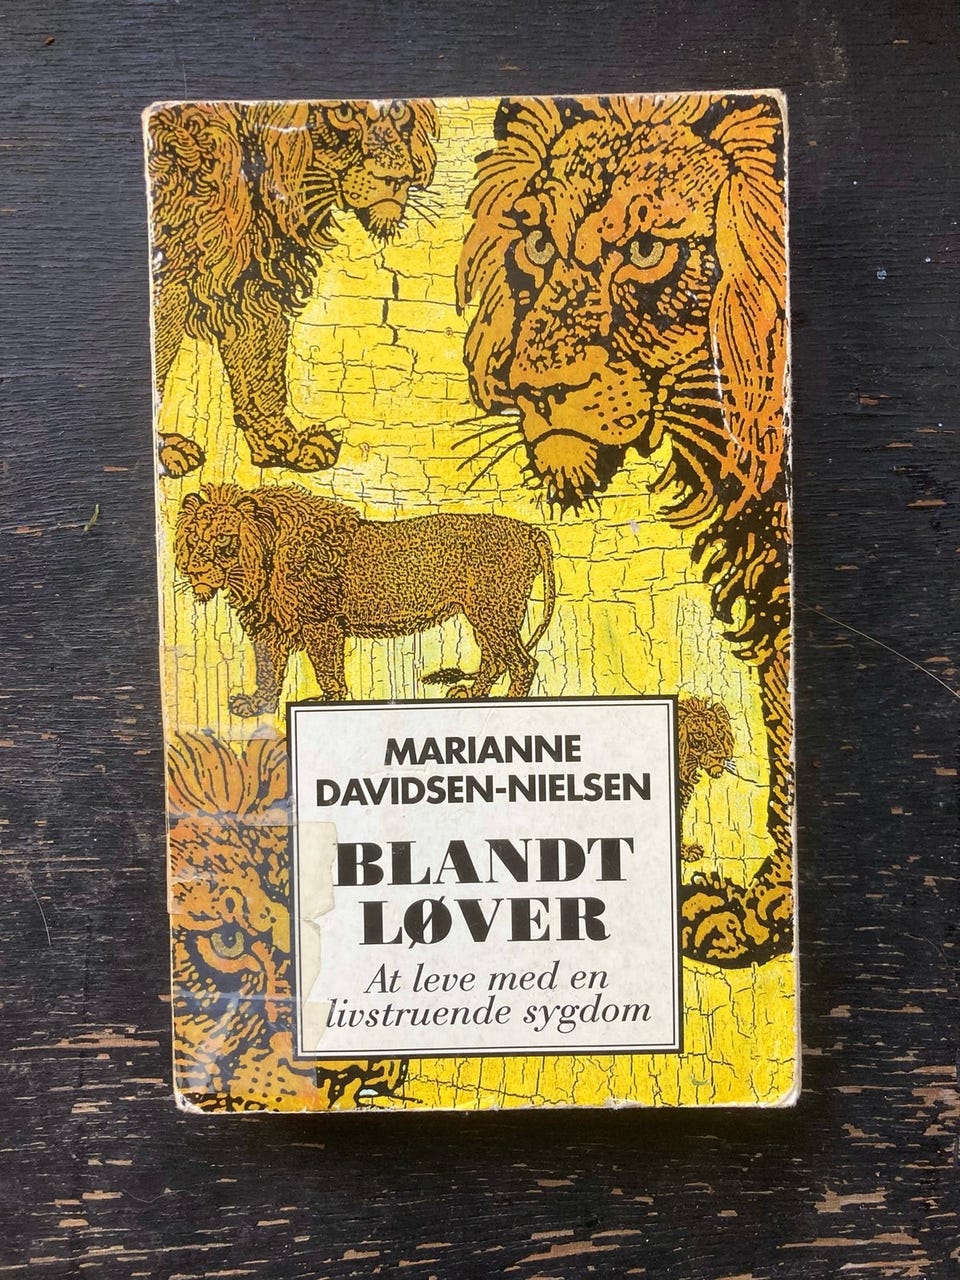 MARIANNE
DAVIDSEN-NIELSEN
BLANDT
LØVER
At leve med en
livstruende sygdom